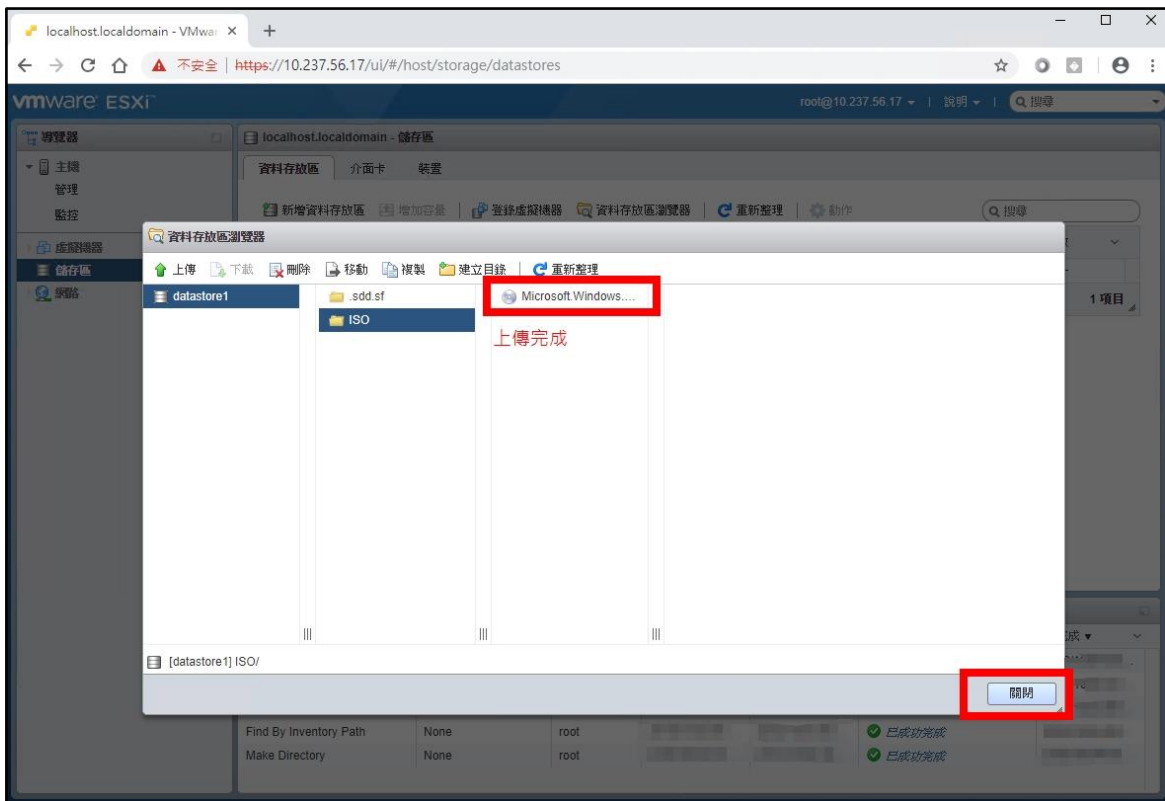 localhost.localdomain - VMwar
不安全 | https://10.237.56.17/ui/#/host/storage/datastores
vmware ESXi
root@10.237.56.17 | 說明 | 搜尋
導覽器
localhost.localdomain - 儲存區
主機
資料存放區 介面卡 裝置
管理
新增資料存放區 增加容量 登錄虛擬機器 資料存放區瀏覽器 重新整理 動作 搜尋
監控
資料存放區瀏覽器
虛擬機器
上傳 下載 刪除 移動 複製 建立目錄 重新整理
儲存區
datastore1 .sdd.sf Microsoft.Windows....
網路
ISO
1 項目
上傳完成
[datastore1] ISO/
關閉
Find By Inventory Path None root 已成功完成
Make Directory None root 已成功完成